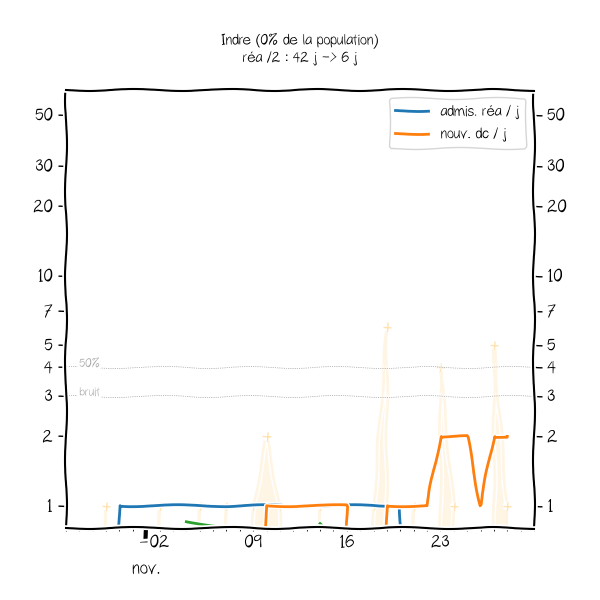 Indre (0% de la population)
réa /2 : 42 j -> 6 j
admis. réa / j
nouv. dc / j
50 50
30 30
20 20
10 10
7 7
5 5
50%
4 4
bruit
3 3
2 2
1 1
02 09 16 23
nov.